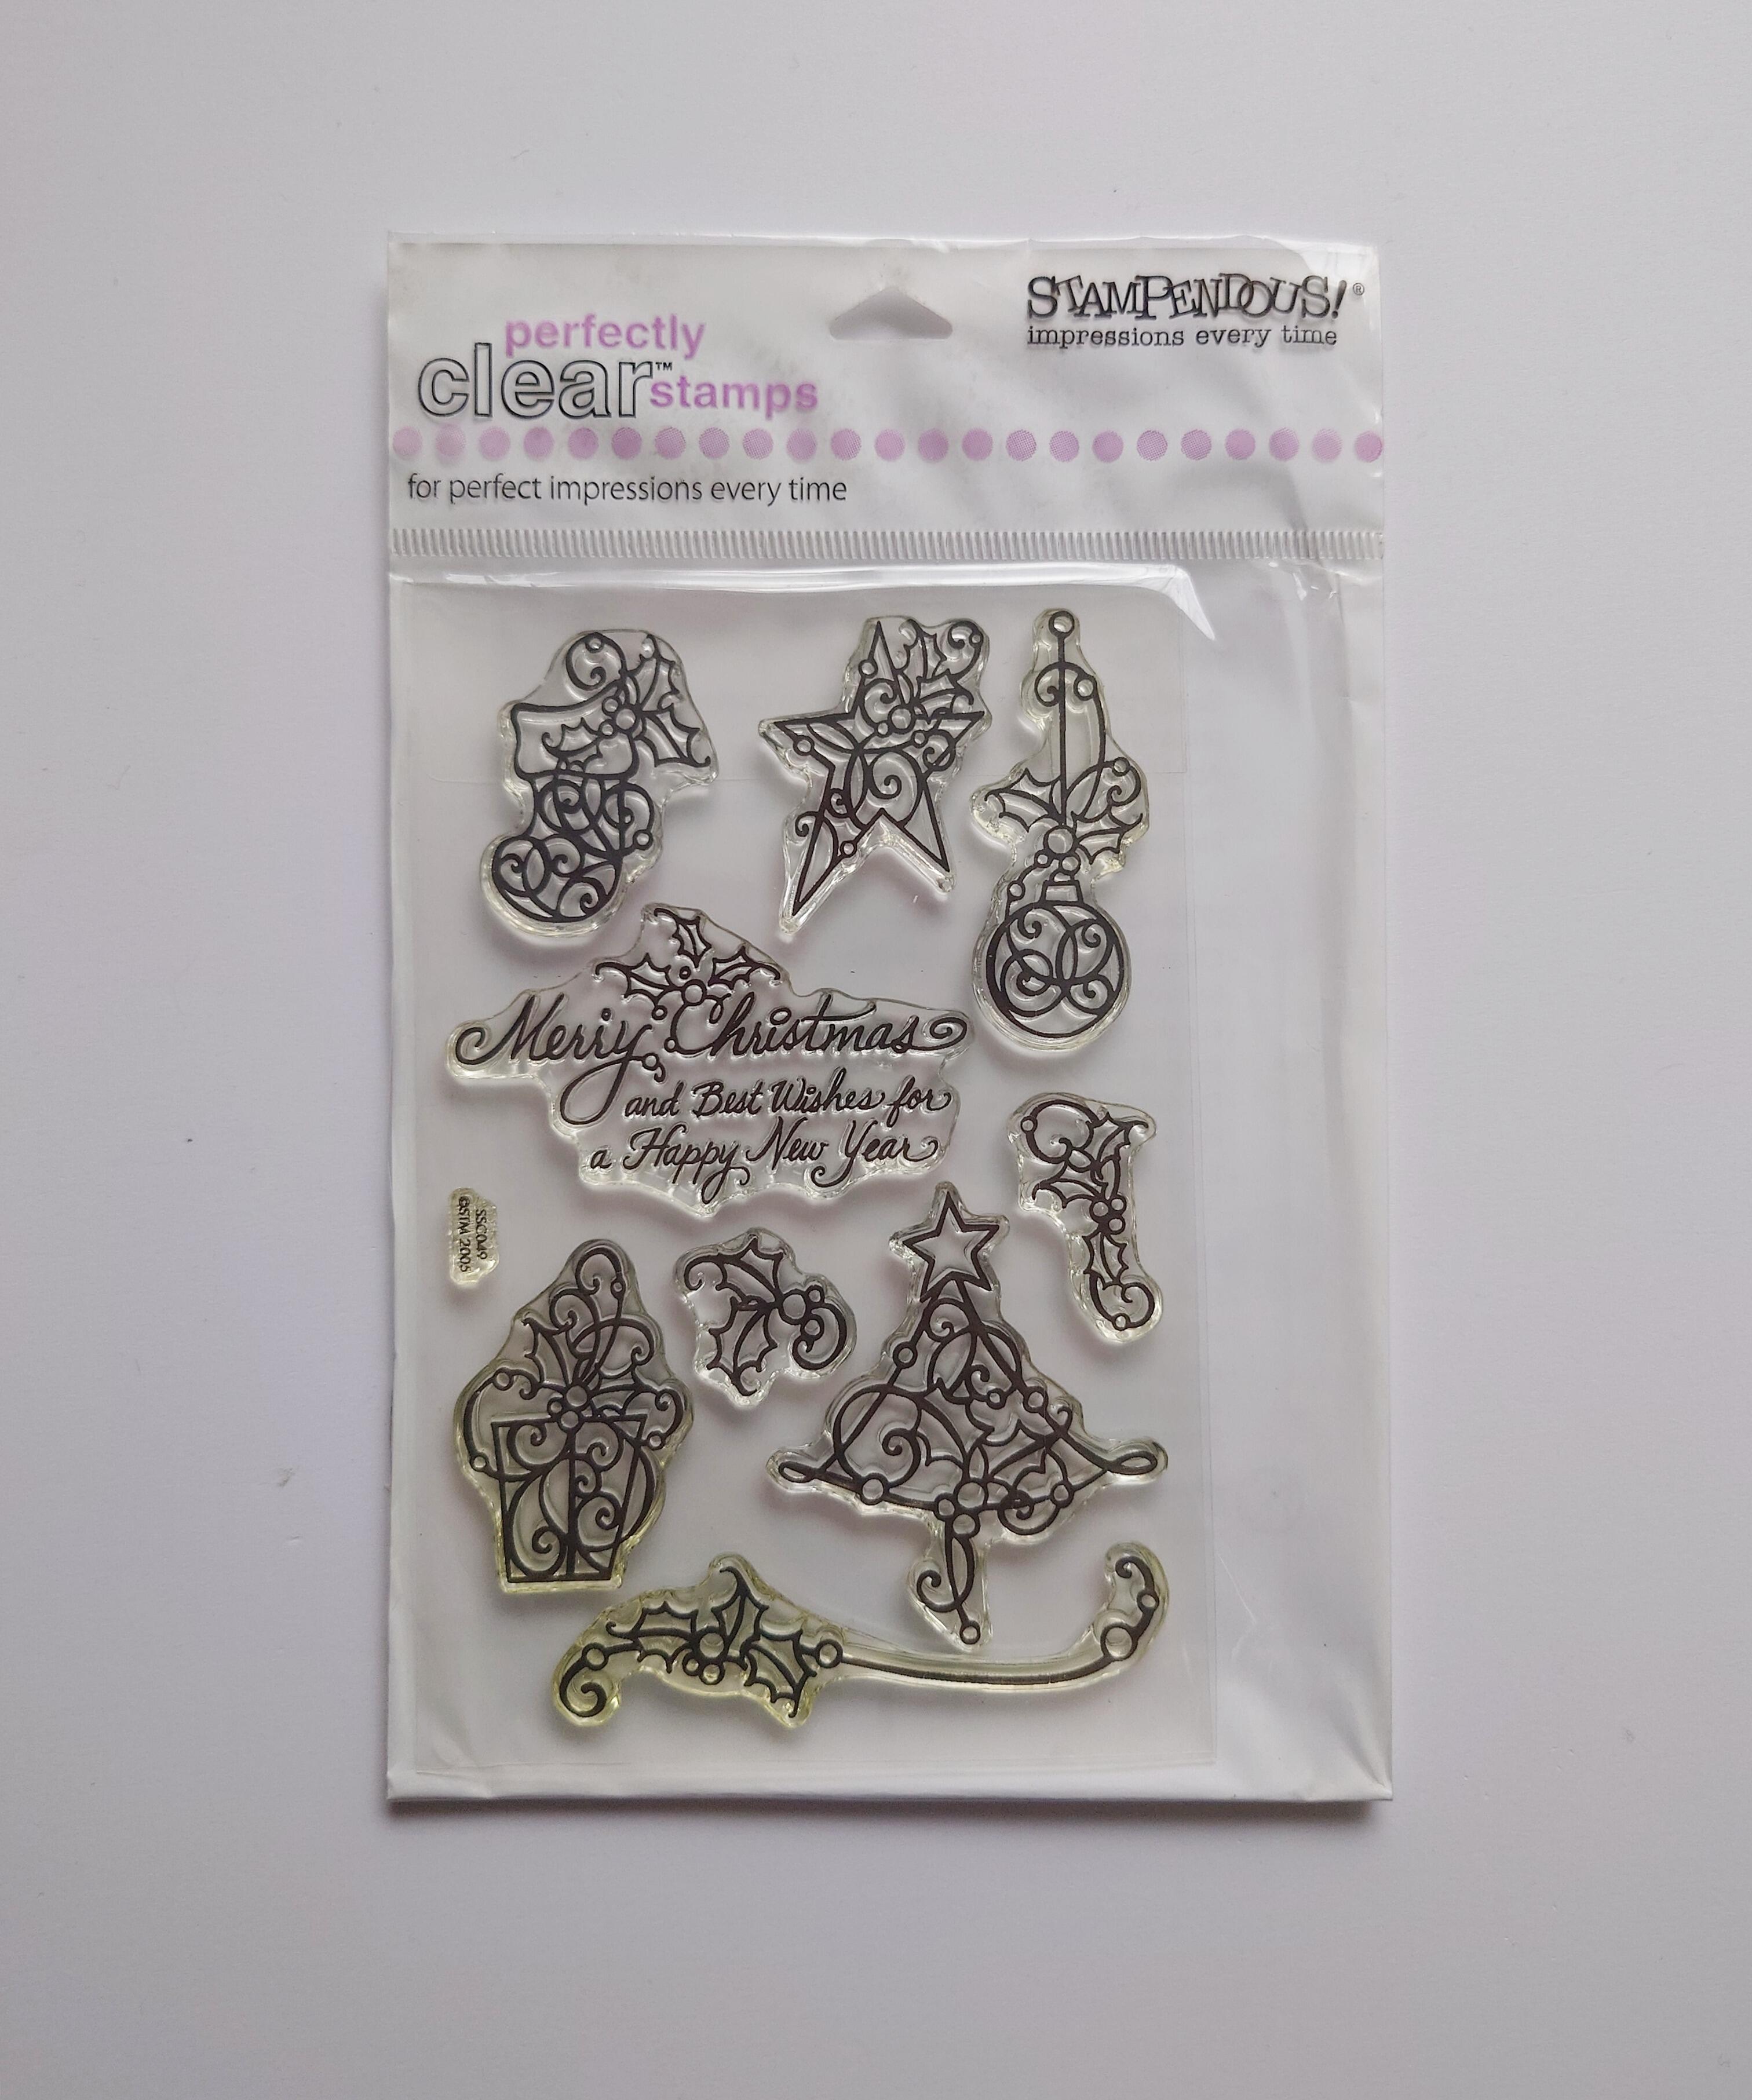 STAMPENDOUS!®
impressions every time
perfectly
clear™ stamps
for perfect impressions every time
Merry Christmas
and Best Wishes for
a Happy New Year
SSC049
©STM 2005